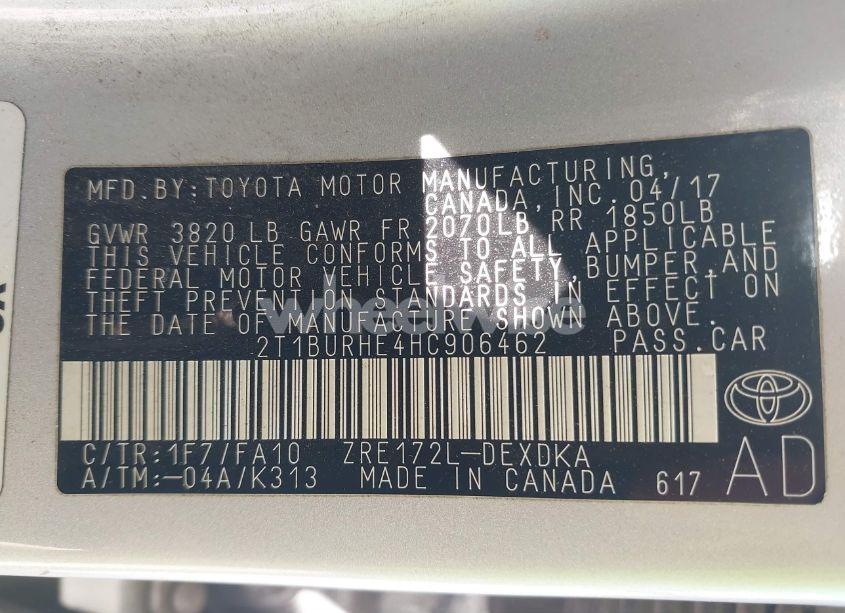 MFD.BY:TOYOTA MOTOR MANUFACTURING,
CANADA,INC. 04/17
GVWR 3820 LB GAWR FR 2070LB RR 1850LB
THIS VEHICLE CONFORMS TO ALL APPLICABLE
FEDERAL MOTOR VEHICLE SAFETY,BUMPER,AND
THEFT PREVENTION STANDARDS IN EFFECT ON
THE DATE OF MANUFACTURE SHOWN ABOVE.
2T1BURHE4HC906462 PASS.CAR
C/TR:1F7/FA10 ZRE172L-DEXDKA
A/TM:-04A/K313 MADE IN CANADA 617 AD